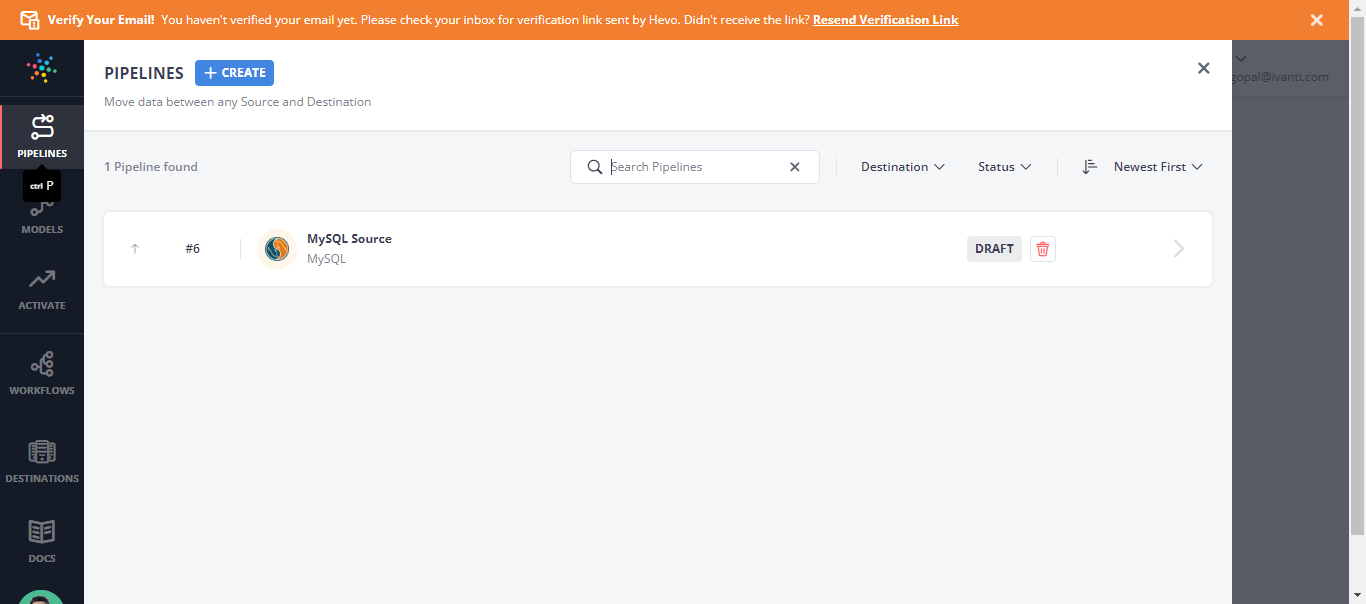 Verify Your Email! You haven't verified your email yet. Please check your inbox for verification link sent by Hevo. Didn't receive the link? Resend Verification Link
PIPELINES
ctrl P
MODELS
ACTIVATE
WORKFLOWS
DESTINATIONS
DOCS
PIPELINES + CREATE
Move data between any Source and Destination
gopal@ivanti.com
1 Pipeline found
Search Pipelines
Destination
Status
Newest First
#6
MySQL Source
MySQL
DRAFT